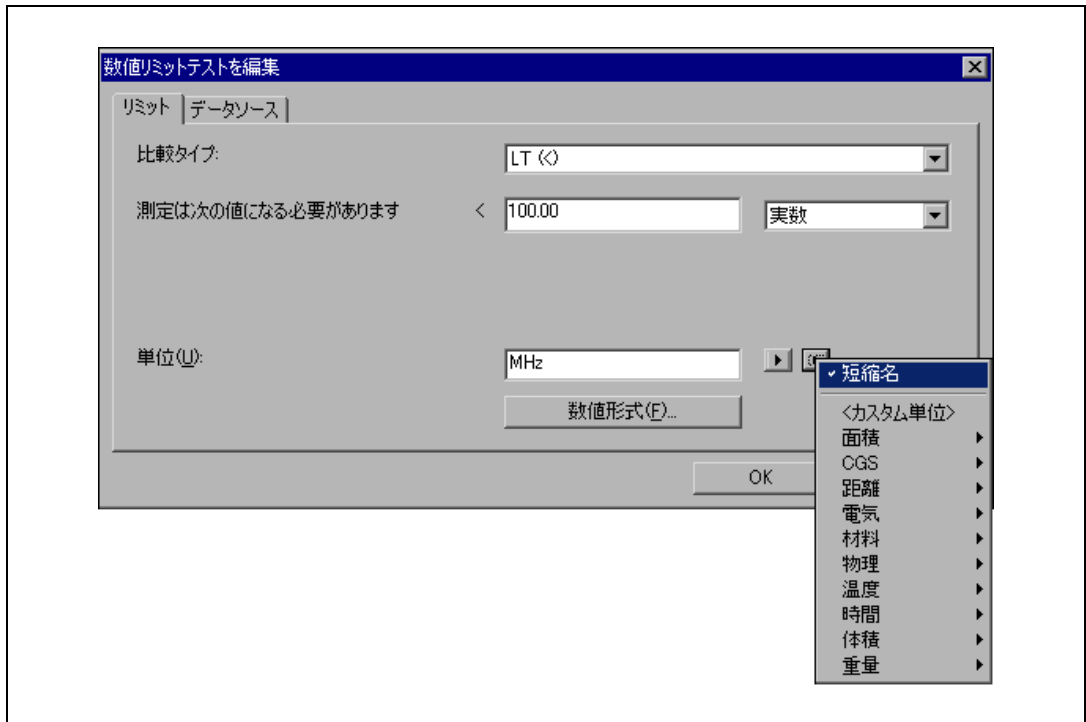 数値リミットテストを編集
リミット データソース
比較タイプ: LT (<)
測定は次の値になる必要があります < 100.00 実数
単位(U): MHz
数値形式(F)...
OK
短縮名
<カスタム単位>
面積
CGS
距離
電気
材料
物理
温度
時間
体積
重量